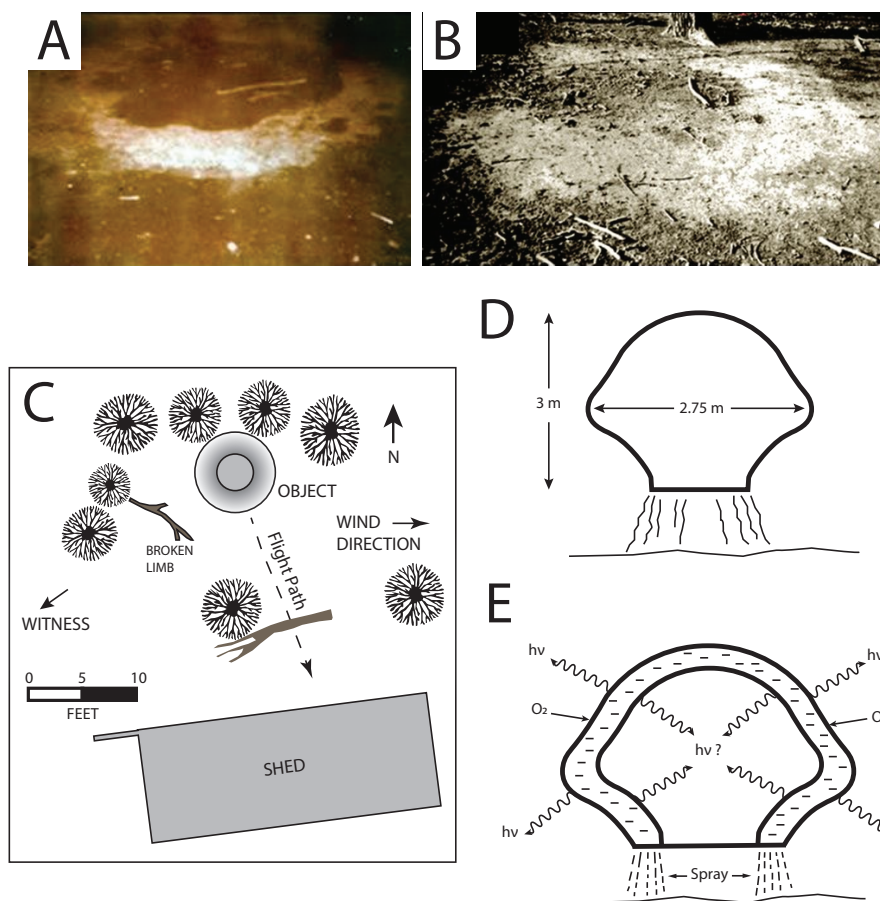 A
B
C
N
OBJECT
WIND
DIRECTION
BROKEN
LIMB
Flight Path
WITNESS
0 5 10
FEET
SHED
D
3 m
2.75 m
E
hν
hν
O₂
O
hν ?
hν
Spray